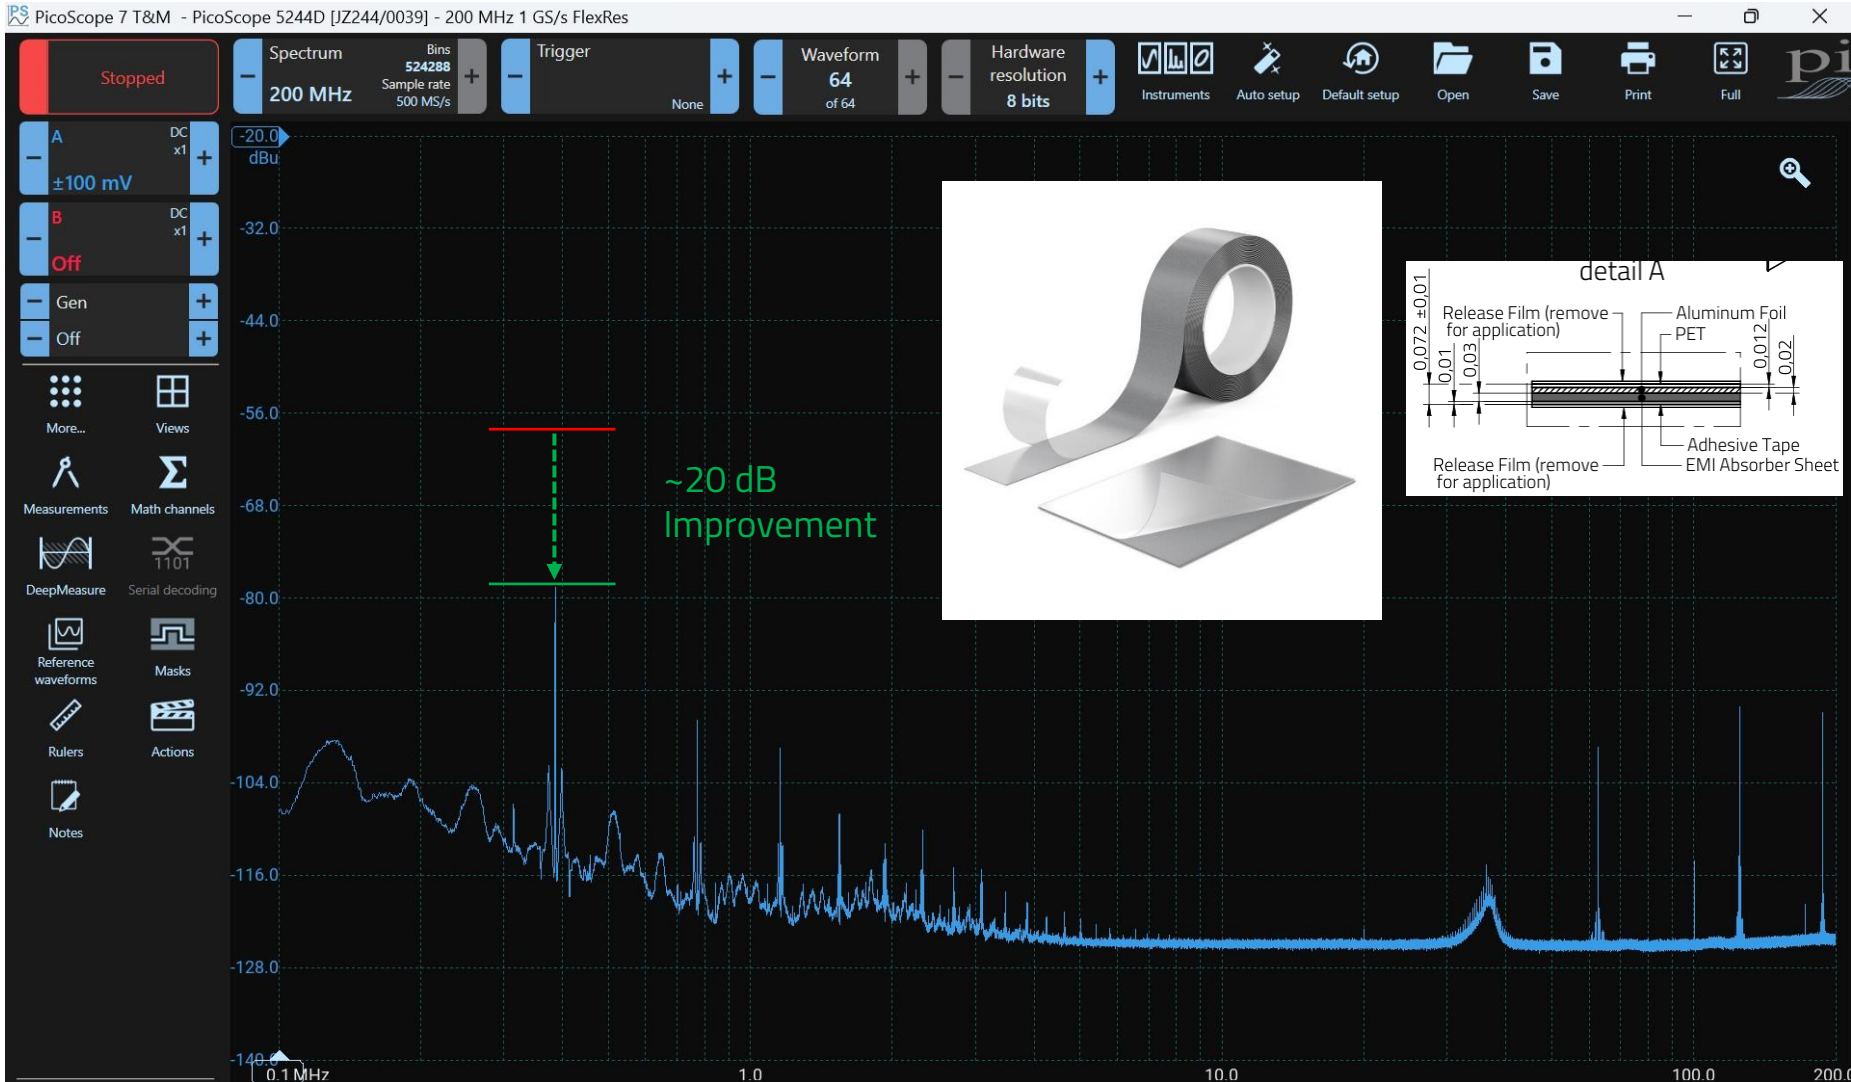 PicoScope 7 T&M - PicoScope 5244D [JZ244/0039] - 200 MHz 1 GS/s FlexRes
Stopped
Spectrum
200 MHz
Bins
524288
Sample rate
500 MS/s
Trigger
None
Waveform
64
of 64
Hardware
resolution
8 bits
Instruments
Auto setup
Default setup
Open
Save
Print
Full
pi
A
DC
x1
±100 mV
B
DC
x1
Off
Gen
Off
More...
Views
Measurements
Math channels
DeepMeasure
1101
Serial decoding
Reference
waveforms
Masks
Rulers
Actions
Notes
-20.0
dBu
-32.0
-44.0
-56.0
-68.0
-80.0
-92.0
-104.0
-116.0
-128.0
-140.0
0.1 MHz
1.0
10.0
100.0
200.0
~20 dB
Improvement
detail A
Release Film (remove
for application)
Aluminum Foil
PET
0,072 ±0,01
0,01
0,03
0,012
0,02
Adhesive Tape
EMI Absorber Sheet
Release Film (remove
for application)